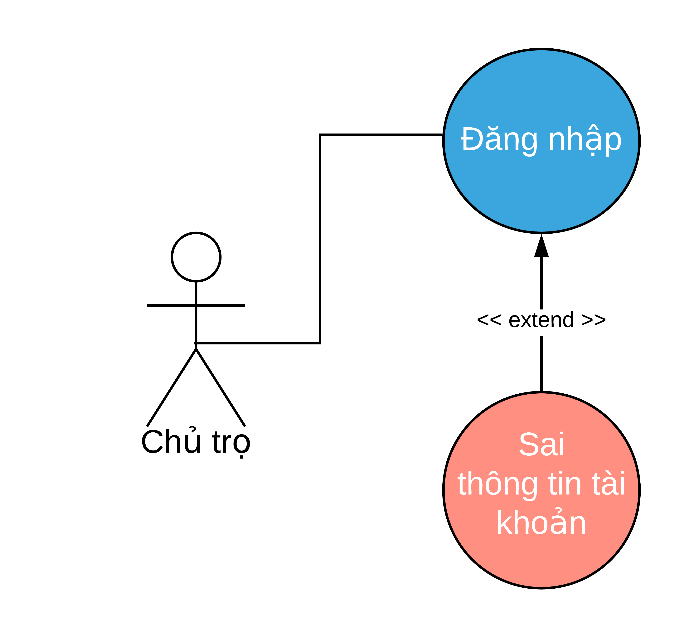 Đăng nhập
<< extend >>
Chủ trọ
Sai
thông tin tài
khoản